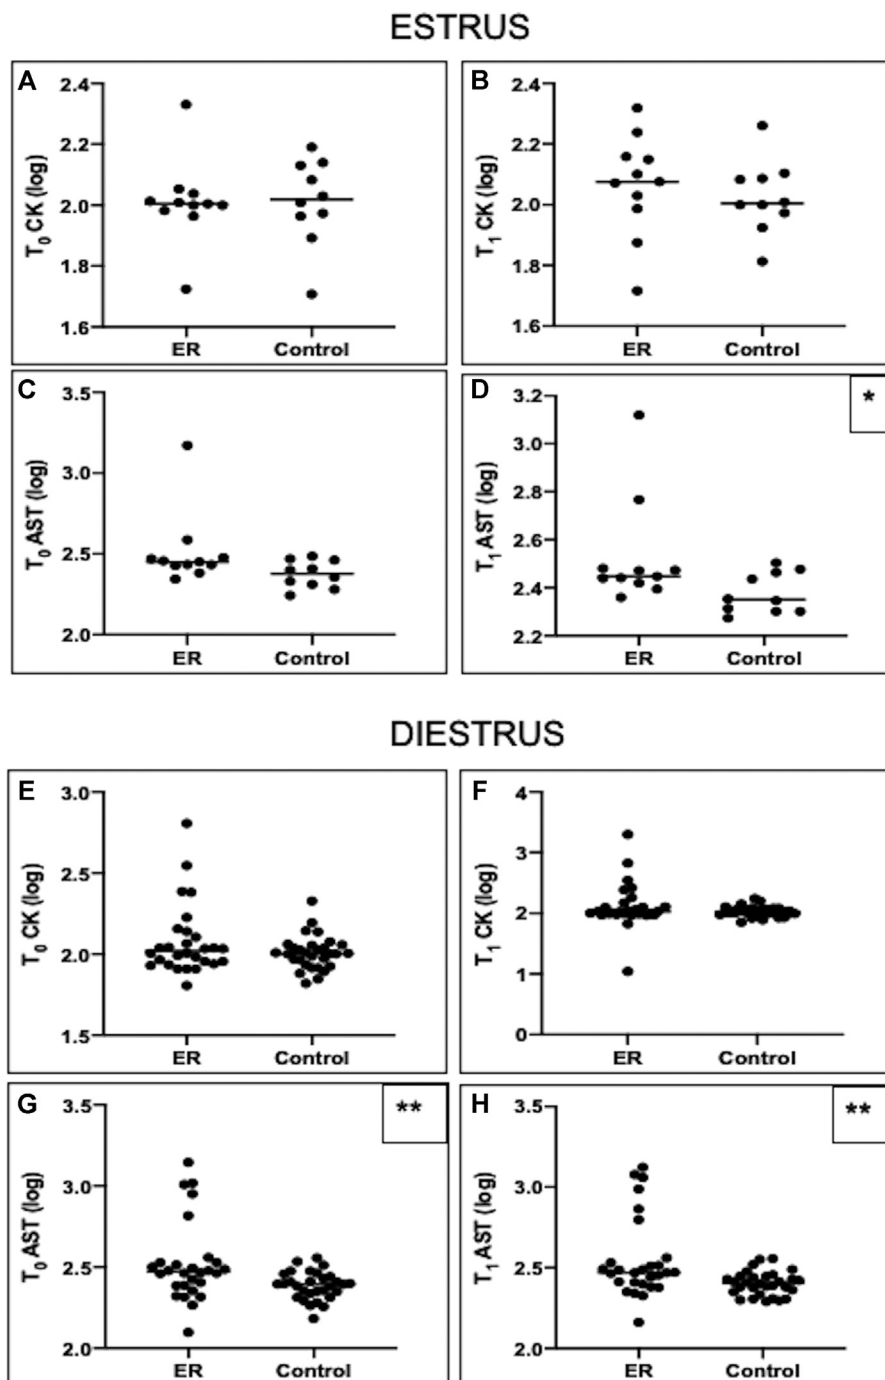 ESTRUS
A
T0 CK (log)
2.4
2.2
2.0
1.8
1.6
ER Control
B
T1 CK (log)
2.4
2.2
2.0
1.8
1.6
ER Control
C
T0 AST (log)
3.5
3.0
2.5
2.0
ER Control
D
*
T1 AST (log)
3.2
3.0
2.8
2.6
2.4
2.2
ER Control
DIESTRUS
E
T0 CK (log)
3.0
2.5
2.0
1.5
ER Control
F
T1 CK (log)
4
3
2
1
0
ER Control
G
**
T0 AST (log)
3.5
3.0
2.5
2.0
ER Control
H
**
T1 AST (log)
3.5
3.0
2.5
2.0
ER Control